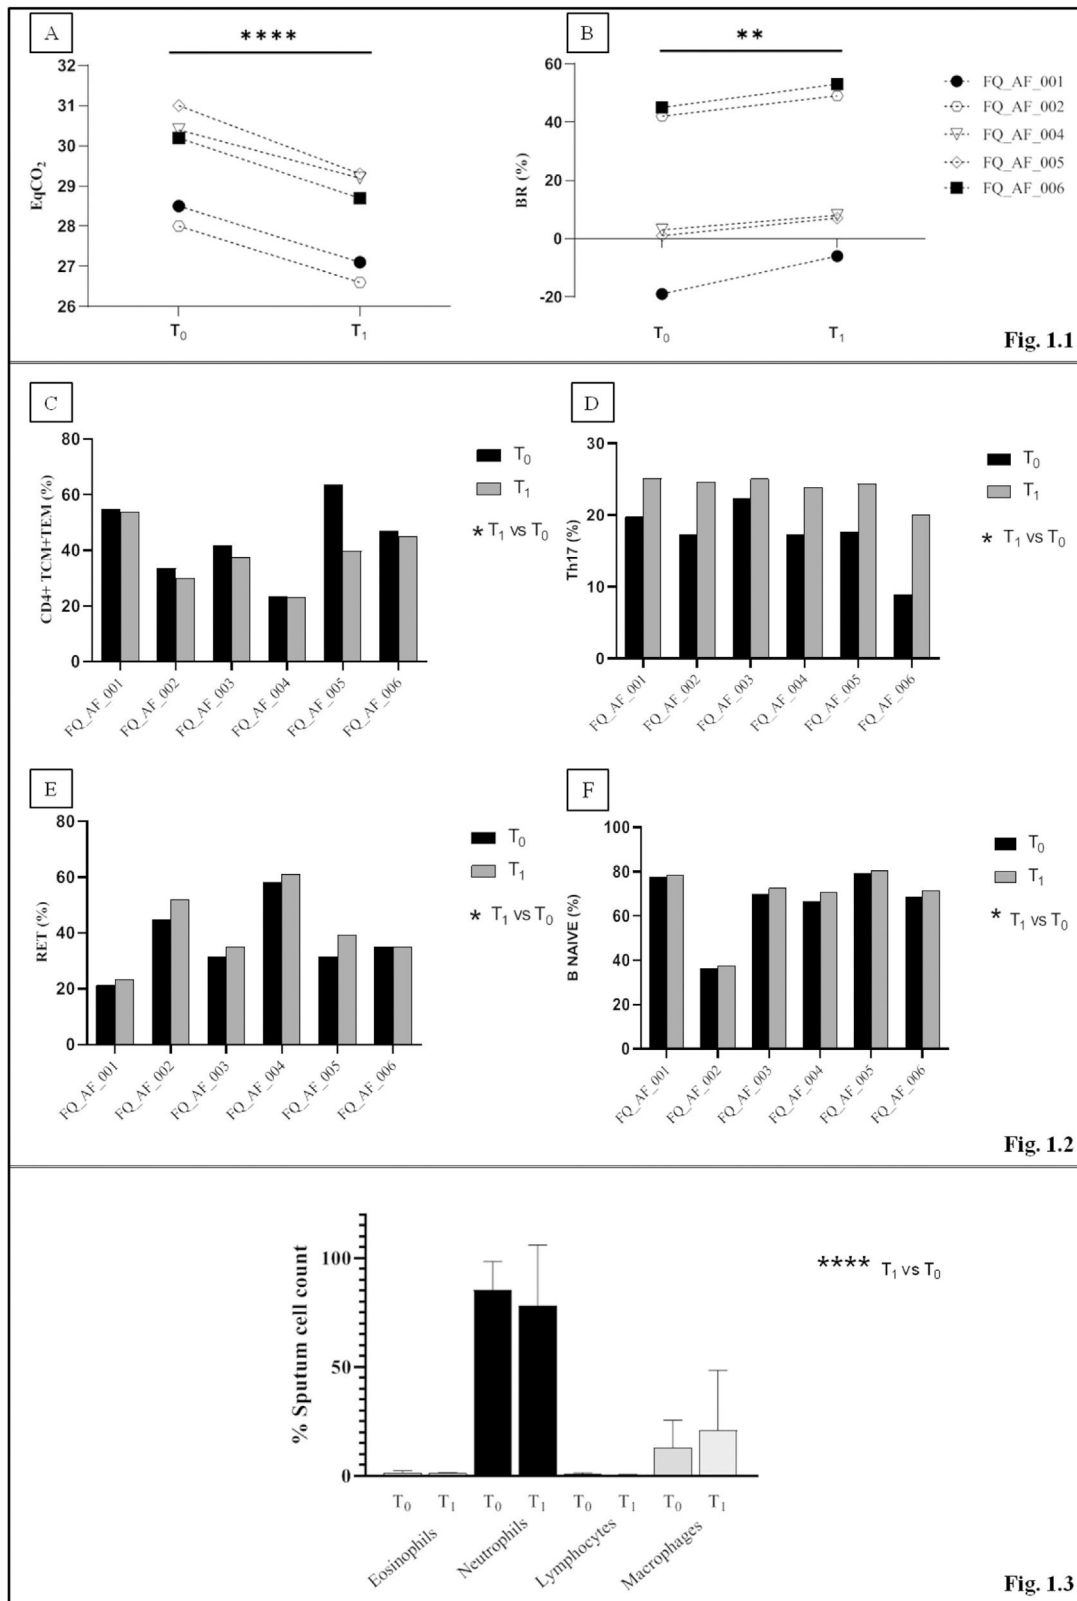 A
****
32
31
30
29
28
27
26
EqCO₂
T₀
T₁
B
**
60
40
20
0
-20
BR (%)
T₀
T₁
FQ_AF_001
FQ_AF_002
FQ_AF_004
FQ_AF_005
FQ_AF_006
Fig. 1.1
C
80
60
40
20
0
CD4+ TCM+TEM (%)
FQ_AF_001
FQ_AF_002
FQ_AF_003
FQ_AF_004
FQ_AF_005
FQ_AF_006
T₀
T₁
* T₁ vs T₀
D
30
20
10
0
Th17 (%)
FQ_AF_001
FQ_AF_002
FQ_AF_003
FQ_AF_004
FQ_AF_005
FQ_AF_006
T₀
T₁
* T₁ vs T₀
E
80
60
40
20
0
RET (%)
FQ_AF_001
FQ_AF_002
FQ_AF_003
FQ_AF_004
FQ_AF_005
FQ_AF_006
T₀
T₁
* T₁ vs T₀
F
100
80
60
40
20
0
B NAIVE (%)
FQ_AF_001
FQ_AF_002
FQ_AF_003
FQ_AF_004
FQ_AF_005
FQ_AF_006
T₀
T₁
* T₁ vs T₀
Fig. 1.2
100
50
0
% Sputum cell count
T₀ T₁ T₀ T₁ T₀ T₁ T₀ T₁
Eosinophils
Neutrophils
Lymphocytes
Macrophages
**** T₁ vs T₀
Fig. 1.3